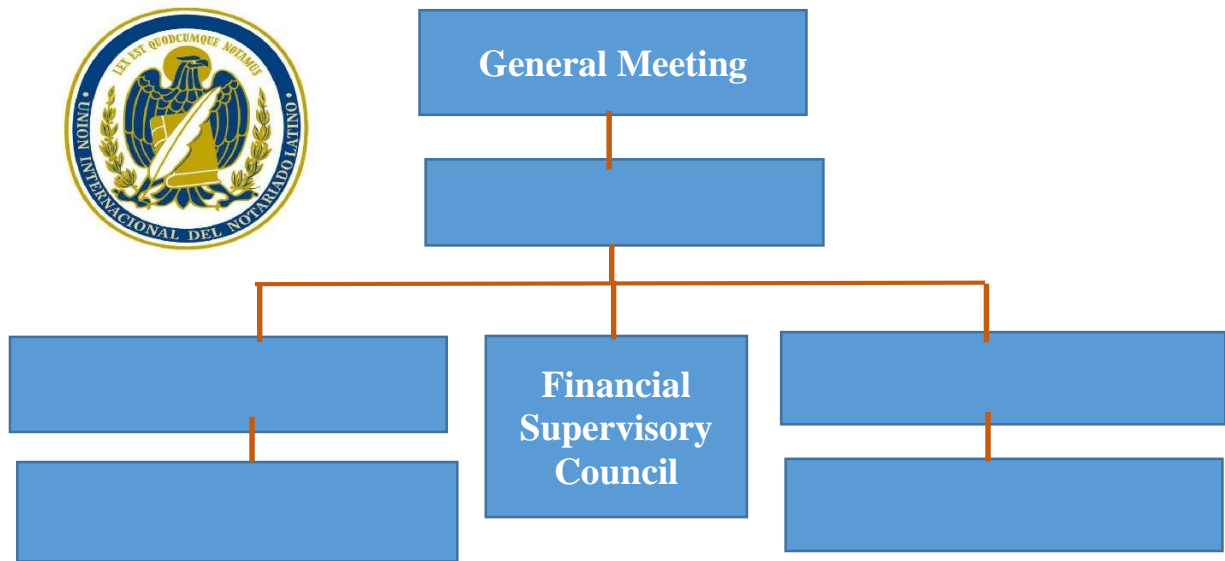 LEX EST QUODCUMQUE NOTAMUS
• UNION INTERNACIONAL DEL NOTARIADO LATINO •
General Meeting
Financial
Supervisory
Council